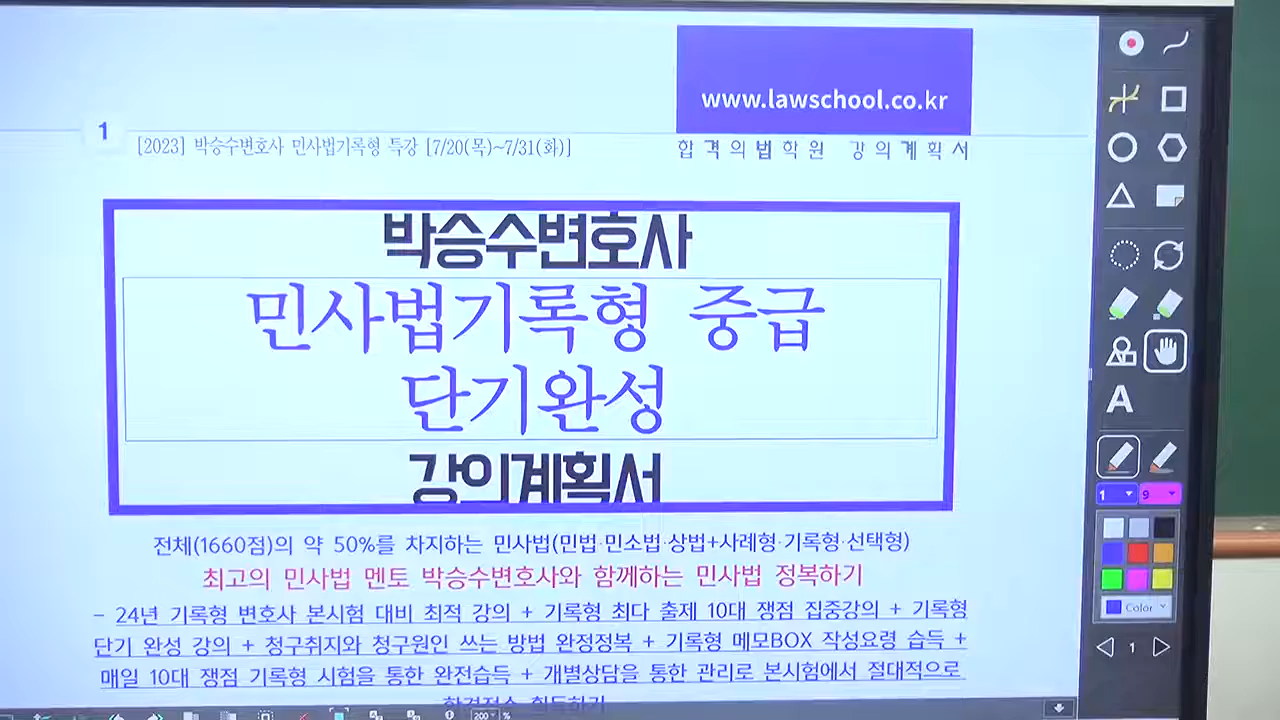 www.lawschool.co.kr
1
[2023] 박승수변호사 민사법기록형 특강 [7/20(목)~7/31(화)]
합격의법학원 강의계획서
박승수변호사
민사법기록형 중급
단기완성
강의계획서
전체(1660점)의 약 50%를 차지하는 민사법(민법·민소법·상법+사례형·기록형·선택형)
최고의 민사법 멘토 박승수변호사와 함께하는 민사법 정복하기
- 24년 기록형 변호사 본시험 대비 최적 강의 + 기록형 최다 출제 10대 쟁점 집중강의 + 기록형
단기 완성 강의 + 청구취지와 청구원인 쓰는 방법 완정정복 + 기록형 메모BOX 작성요령 습득 +
매일 10대 쟁점 기록형 시험을 통한 완전습득 + 개별상담을 통한 관리로 본시험에서 절대적으로
합격점수 획득하기
A
1
9
Color
1
200 %